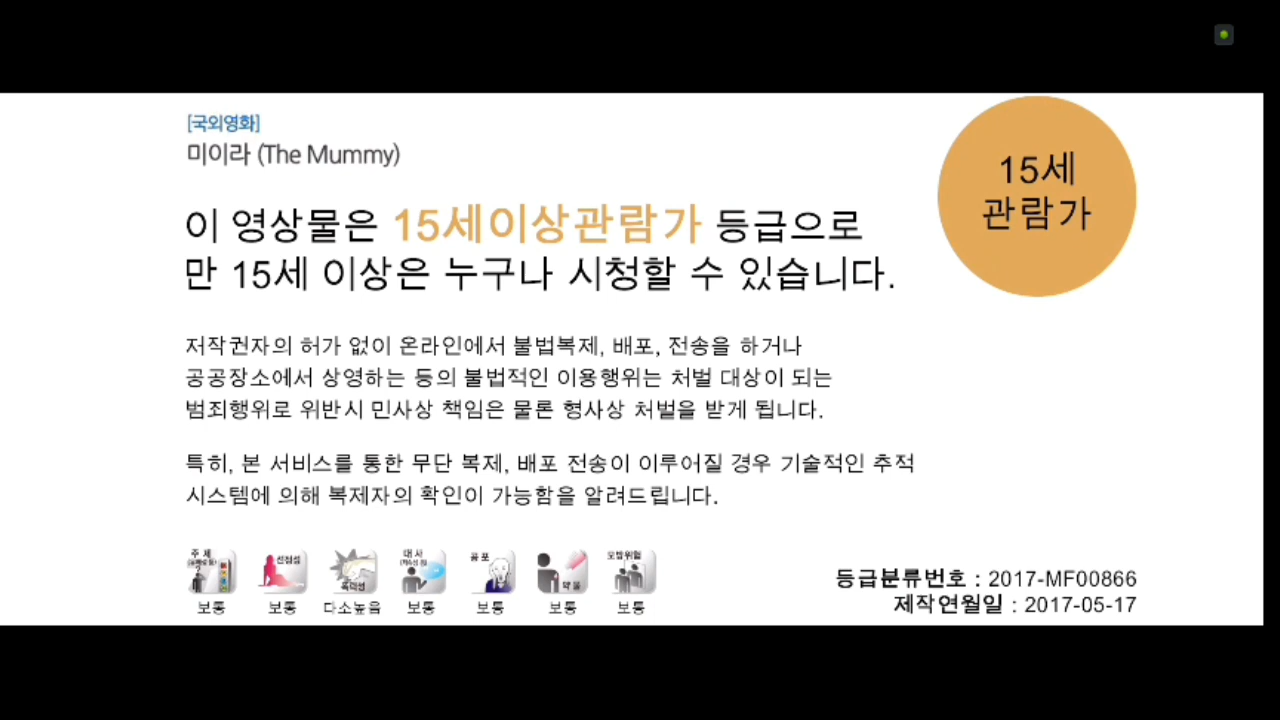 [국외영화]
미이라 (The Mummy)
15세
관람가
이 영상물은 15세이상관람가 등급으로
만 15세 이상은 누구나 시청할 수 있습니다.
저작권자의 허가 없이 온라인에서 불법복제, 배포, 전송을 하거나
공공장소에서 상영하는 등의 불법적인 이용행위는 처벌 대상이 되는
범죄행위로 위반시 민사상 책임은 물론 형사상 처벌을 받게 됩니다.
특히, 본 서비스를 통한 무단 복제, 배포 전송이 이루어질 경우 기술적인 추적
시스템에 의해 복제자의 확인이 가능함을 알려드립니다.
주 제 선정성 폭력성 대 사 공 포 약 물 모방위험
보통 보통 다소높음 보통 보통 보통 보통
등급분류번호 : 2017-MF00866
제작연월일 : 2017-05-17